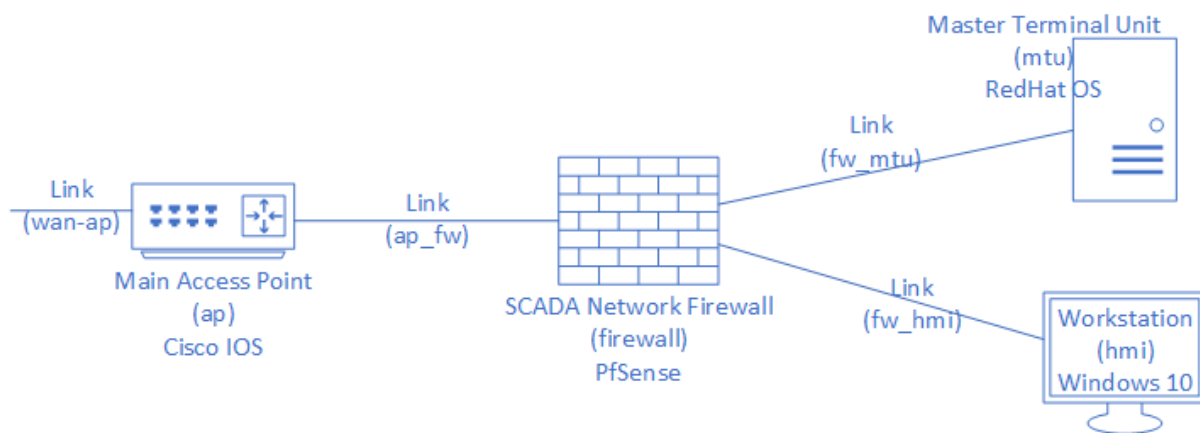 Master Terminal Unit
(mtu)
RedHat OS
Link
(fw_mtu)
Link
(wan-ap)
Link
(ap_fw)
Main Access Point
(ap)
Cisco IOS
SCADA Network Firewall
(firewall)
PfSense
Link
(fw_hmi)
Workstation
(hmi)
Windows 10